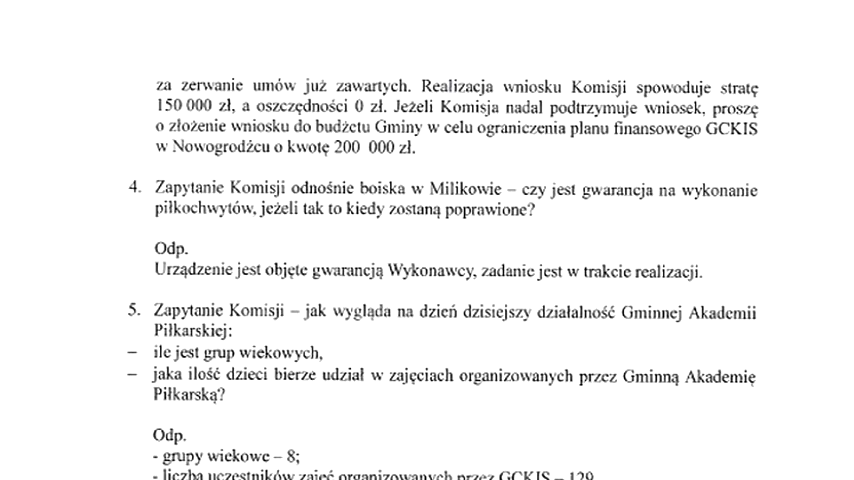 za zerwanie umów już zawartych. Realizacja wniosku Komisji spowoduje stratę
150 000 zł, a oszczędności 0 zł. Jeżeli Komisja nadal podtrzymuje wniosek, proszę
o złożenie wniosku do budżetu Gminy w celu ograniczenia planu finansowego GCKIS
w Nowogrodźcu o kwotę 200 000 zł.
4. Zapytanie Komisji odnośnie boiska w Milikowie – czy jest gwarancja na wykonanie
piłkochwytów, jeżeli tak to kiedy zostaną poprawione?
Odp.
Urządzenie jest objęte gwarancją Wykonawcy, zadanie jest w trakcie realizacji.
5. Zapytanie Komisji – jak wygląda na dzień dzisiejszy działalność Gminnej Akademii
Piłkarskiej:
– ile jest grup wiekowych,
– jaka ilość dzieci bierze udział w zajęciach organizowanych przez Gminną Akademię
Piłkarską?
Odp.
- grupy wiekowe – 8;
- liczba uczestników zajęć organizowanych przez GCKIS – 129